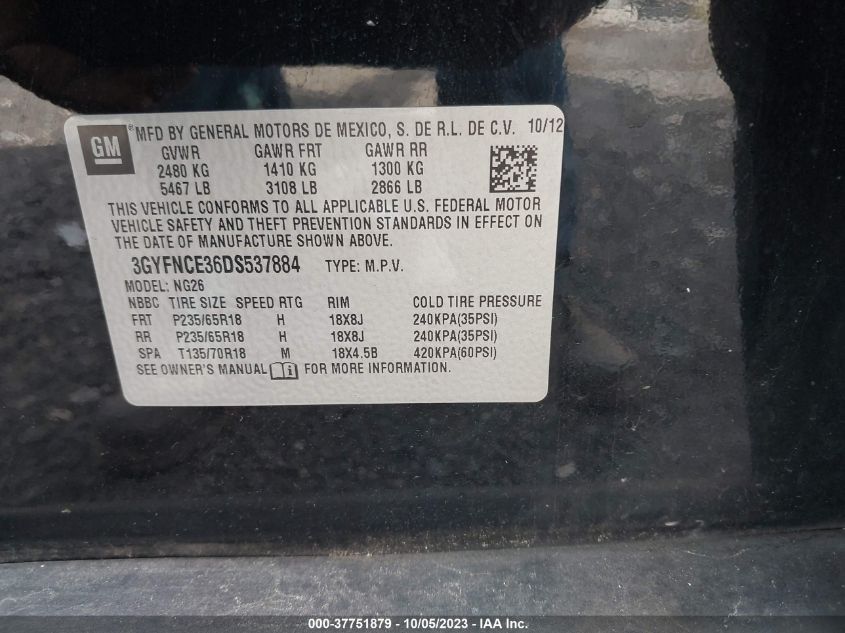 GM
® MFD BY GENERAL MOTORS DE MEXICO, S. DE R.L. DE C.V. 10/12
GVWR GAWR FRT GAWR RR
2480 KG 1410 KG 1300 KG
5467 LB 3108 LB 2866 LB
THIS VEHICLE CONFORMS TO ALL APPLICABLE U.S. FEDERAL MOTOR
VEHICLE SAFETY AND THEFT PREVENTION STANDARDS IN EFFECT ON
THE DATE OF MANUFACTURE SHOWN ABOVE.
3GYFNCE36DS537884 TYPE: M.P.V.
MODEL: NG26
NBBC TIRE SIZE SPEED RTG RIM COLD TIRE PRESSURE
FRT P235/65R18 H 18X8J 240KPA(35PSI)
RR P235/65R18 H 18X8J 240KPA(35PSI)
SPA T135/70R18 M 18X4.5B 420KPA(60PSI)
SEE OWNER'S MANUAL FOR MORE INFORMATION.
000-37751879 - 10/05/2023 - IAA Inc.